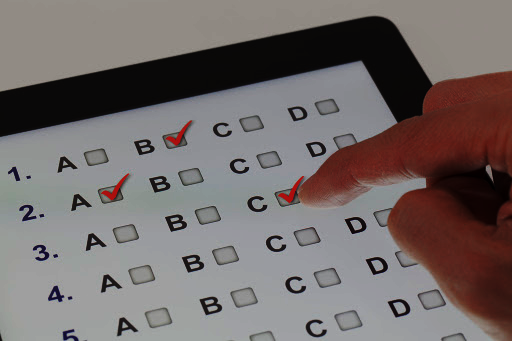 1. A B C D
2. A B C D
3. A B C
4. A B C D
5. A B C D
C D